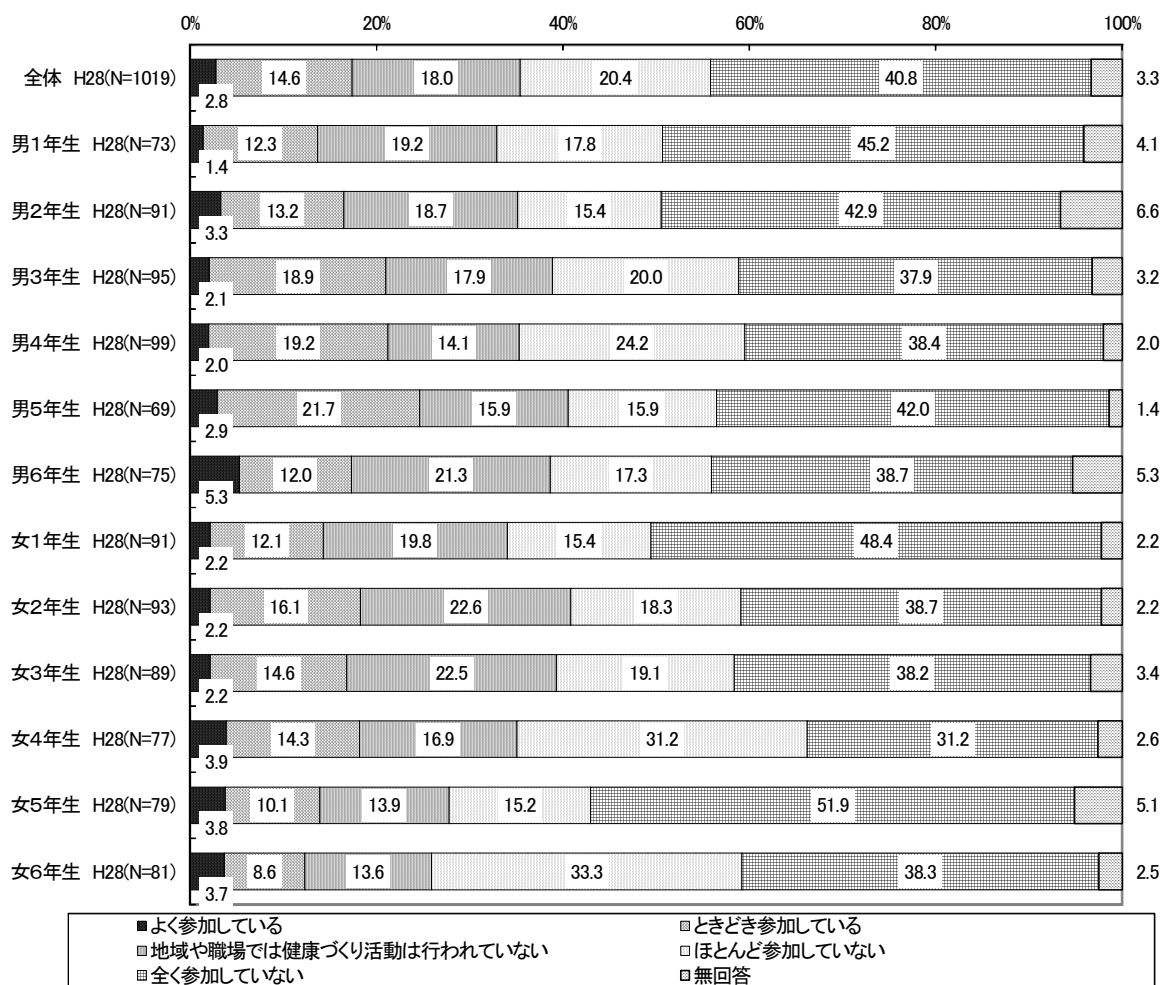 0% 20% 40% 60% 80% 100%
全体 H28(N=1019) 2.8 14.6 18.0 20.4 40.8 3.3
男1年生 H28(N=73) 1.4 12.3 19.2 17.8 45.2 4.1
男2年生 H28(N=91) 3.3 13.2 18.7 15.4 42.9 6.6
男3年生 H28(N=95) 2.1 18.9 17.9 20.0 37.9 3.2
男4年生 H28(N=99) 2.0 19.2 14.1 24.2 38.4 2.0
男5年生 H28(N=69) 2.9 21.7 15.9 15.9 42.0 1.4
男6年生 H28(N=75) 5.3 12.0 21.3 17.3 38.7 5.3
女1年生 H28(N=91) 2.2 12.1 19.8 15.4 48.4 2.2
女2年生 H28(N=93) 2.2 16.1 22.6 18.3 38.7 2.2
女3年生 H28(N=89) 2.2 14.6 22.5 19.1 38.2 3.4
女4年生 H28(N=77) 3.9 14.3 16.9 31.2 31.2 2.6
女5年生 H28(N=79) 3.8 10.1 13.9 15.2 51.9 5.1
女6年生 H28(N=81) 3.7 8.6 13.6 33.3 38.3 2.5
よく参加している ときどき参加している
地域や職場では健康づくり活動は行われていない ほとんど参加していない
全く参加していない 無回答